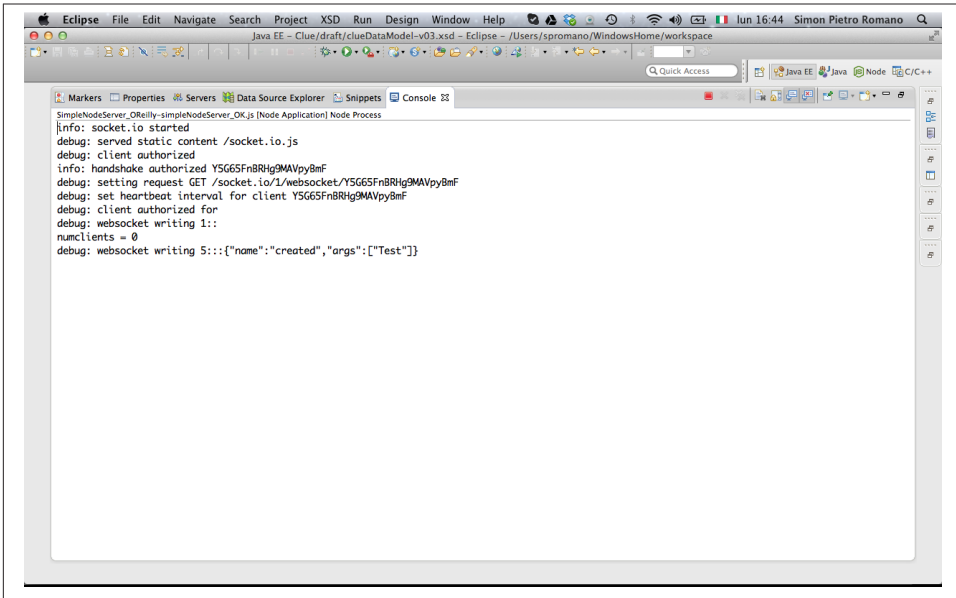 Eclipse File Edit Navigate Search Project XSD Run Design Window Help lun 16:44 Simon Pietro Romano
Java EE – Clue/draft/clueDataModel-v03.xsd – Eclipse – /Users/spromano/WindowsHome/workspace
Quick Access Java EE Java Node C/C++
Markers Properties Servers Data Source Explorer Snippets Console
SimpleNodeServer_OReilly-simpleNodeServer_OK.js [Node Application] Node Process
info: socket.io started
debug: served static content /socket.io.js
debug: client authorized
info: handshake authorized Y5G65FnBRHg9MAVpyBmF
debug: setting request GET /socket.io/1/websocket/Y5G65FnBRHg9MAVpyBmF
debug: set heartbeat interval for client Y5G65FnBRHg9MAVpyBmF
debug: client authorized for
debug: websocket writing 1::
numclients = 0
debug: websocket writing 5:::{"name":"created","args":["Test"]}